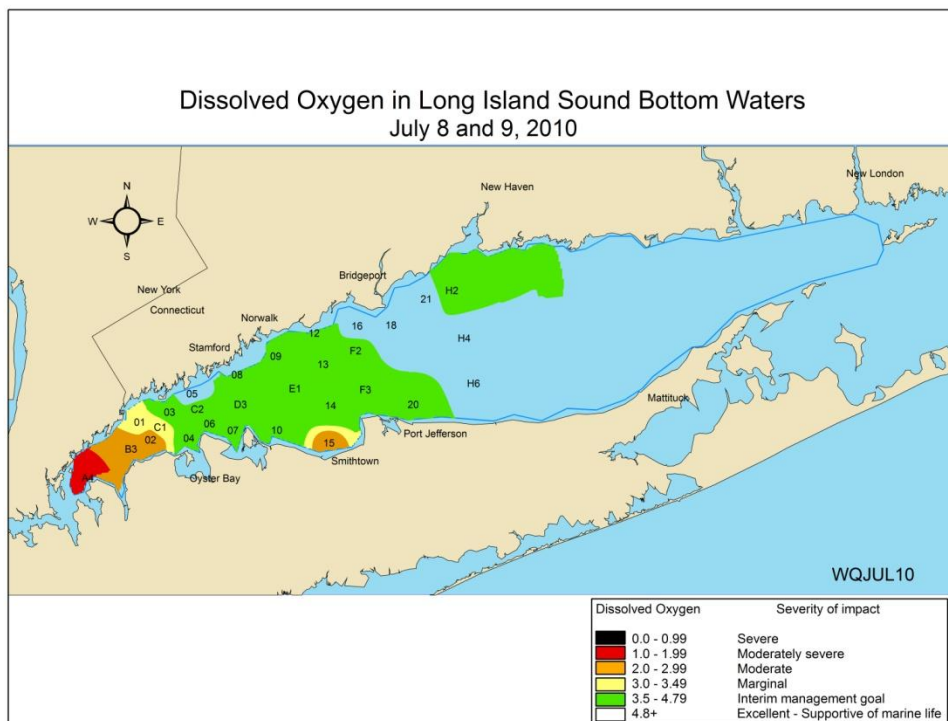 Dissolved Oxygen in Long Island Sound Bottom Waters
July 8 and 9, 2010
New London
N
New Haven
W E
S
Bridgeport
New York
H2
21
Connecticut
Norwalk
16 18
12
H4
Stamford
F2
09
13
08
H6
E1
F3
05
Mattituck
C2
D3
14
20
03
01
C1
06
07
10
Port Jefferson
02
04
B3
15
Smithtown
A4
Oyster Bay
WQJUL10
Dissolved Oxygen Severity of impact
0.0 - 0.99 Severe
1.0 - 1.99 Moderately severe
2.0 - 2.99 Moderate
3.0 - 3.49 Marginal
3.5 - 4.79 Interim management goal
4.8+ Excellent - Supportive of marine life